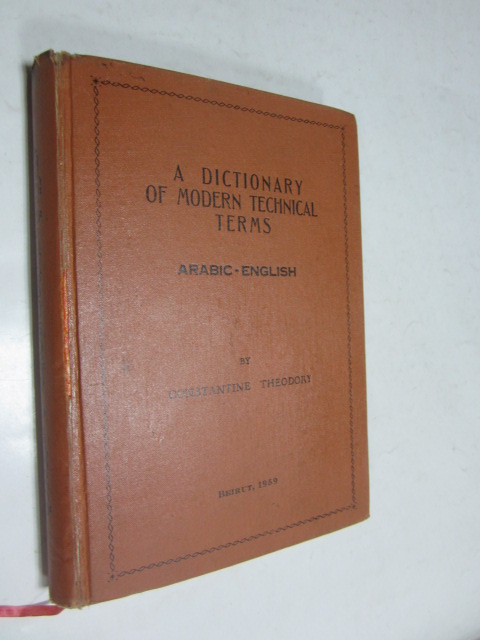 A DICTIONARY
OF MODERN TECHNICAL
TERMS
ARABIC-ENGLISH
BY
CONSTANTINE THEODORY
BEIRUT, 1959